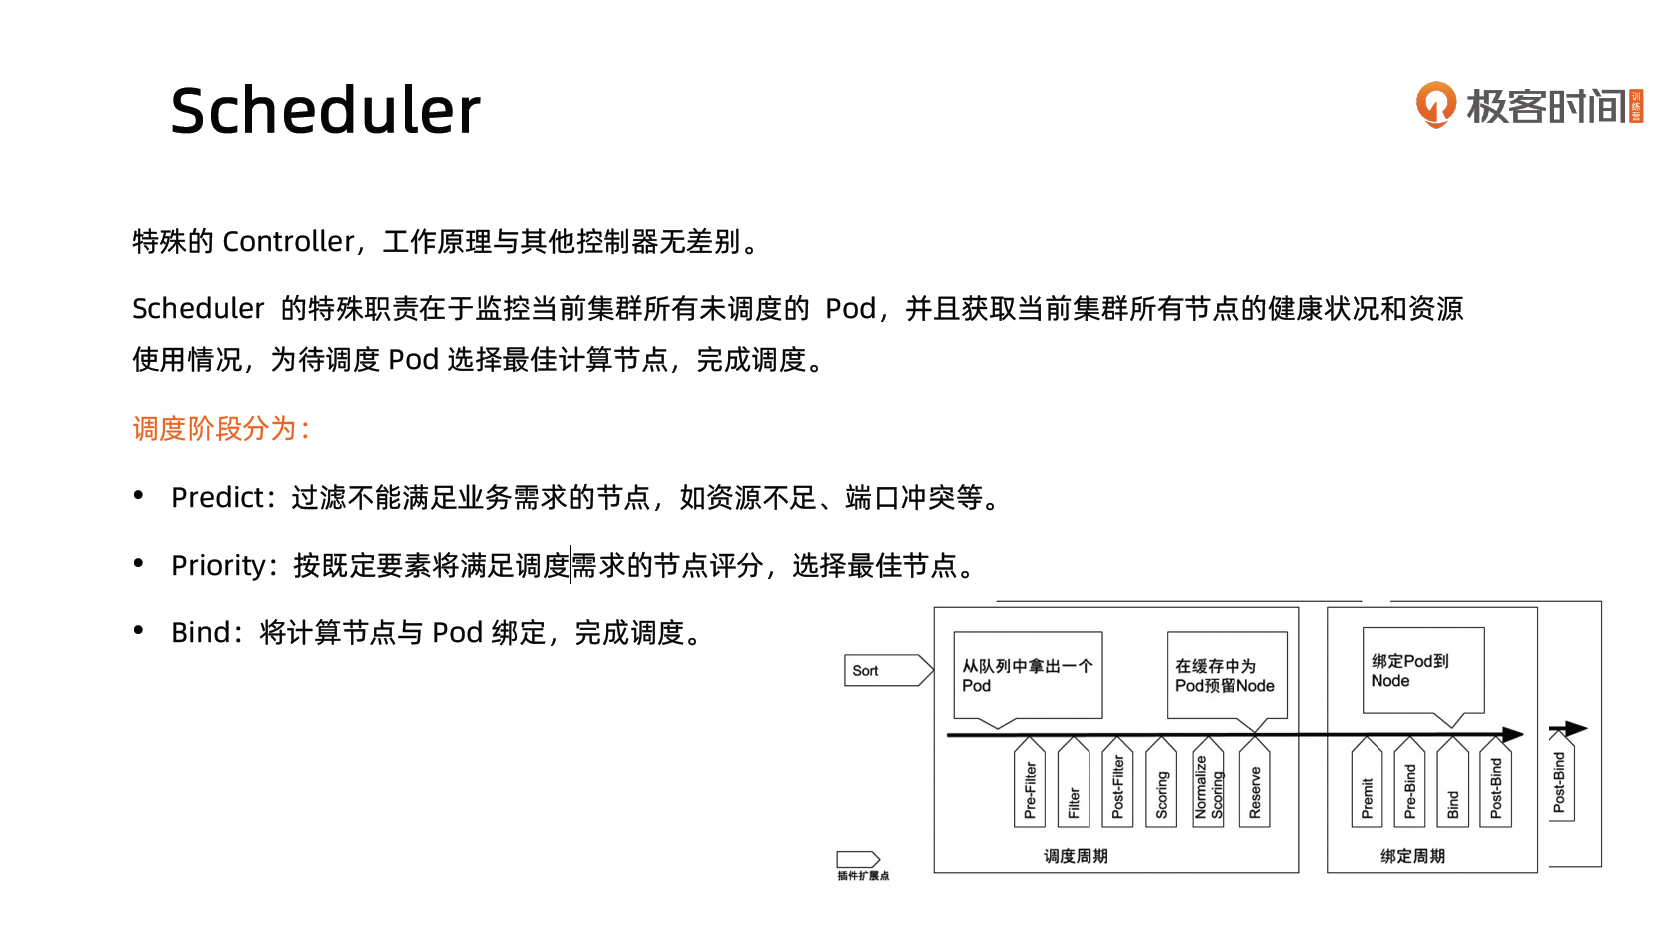 Scheduler
极客时间
训练营
特殊的 Controller，工作原理与其他控制器无差别。
Scheduler 的特殊职责在于监控当前集群所有未调度的 Pod，并且获取当前集群所有节点的健康状况和资源
使用情况，为待调度 Pod 选择最佳计算节点，完成调度。
调度阶段分为：
• Predict：过滤不能满足业务需求的节点，如资源不足、端口冲突等。
• Priority：按既定要素将满足调度需求的节点评分，选择最佳节点。
• Bind：将计算节点与 Pod 绑定，完成调度。
Sort
从队列中拿出一个
Pod
在缓存中为
Pod预留Node
绑定Pod到
Node
Pre-Filter
Filter
Post-Filter
Scoring
Normalize
Scoring
Reserve
Premit
Pre-Bind
Bind
Post-Bind
Post-Bind
调度周期
绑定周期
插件扩展点